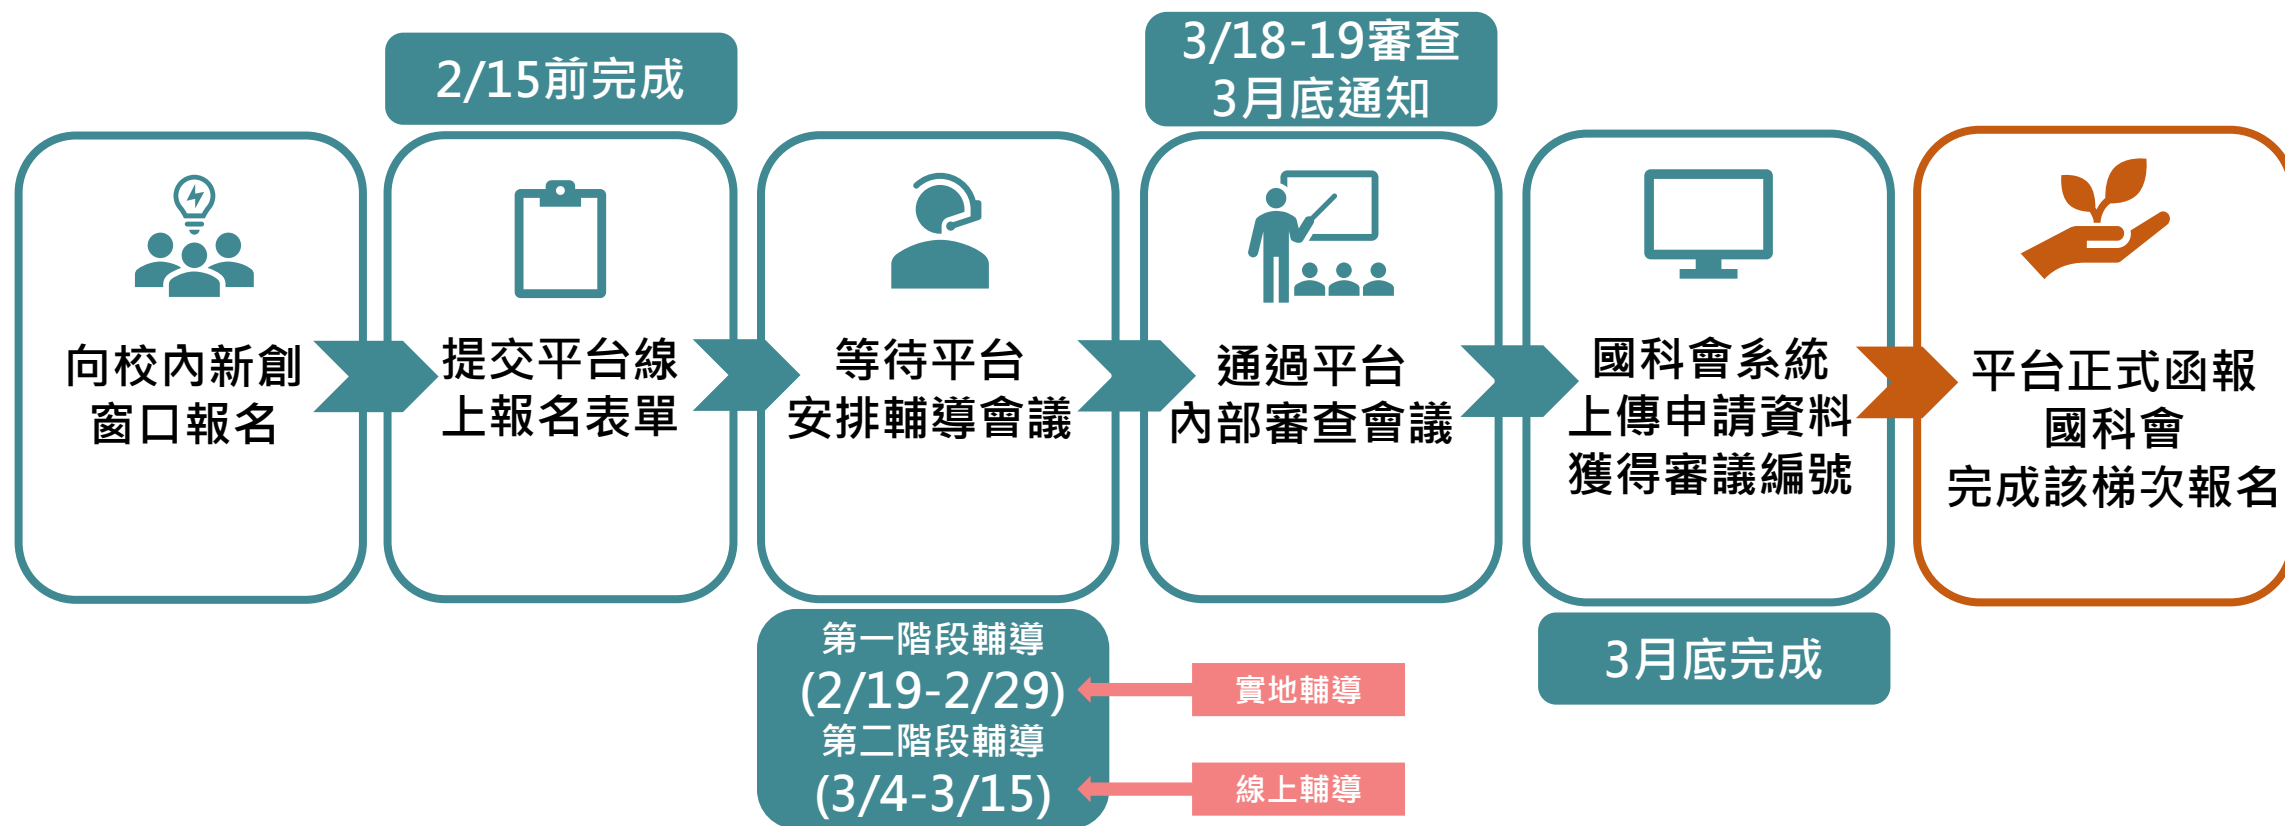 2/15前完成
3/18-19審查
3月底通知
向校內新創
窗口報名
提交平台線
上報名表單
等待平台
安排輔導會議
通過平台
內部審查會議
國科會系統
上傳申請資料
獲得審議編號
平台正式函報
國科會
完成該梯次報名
第一階段輔導
(2/19-2/29)
第二階段輔導
(3/4-3/15)
實地輔導
線上輔導
3月底完成